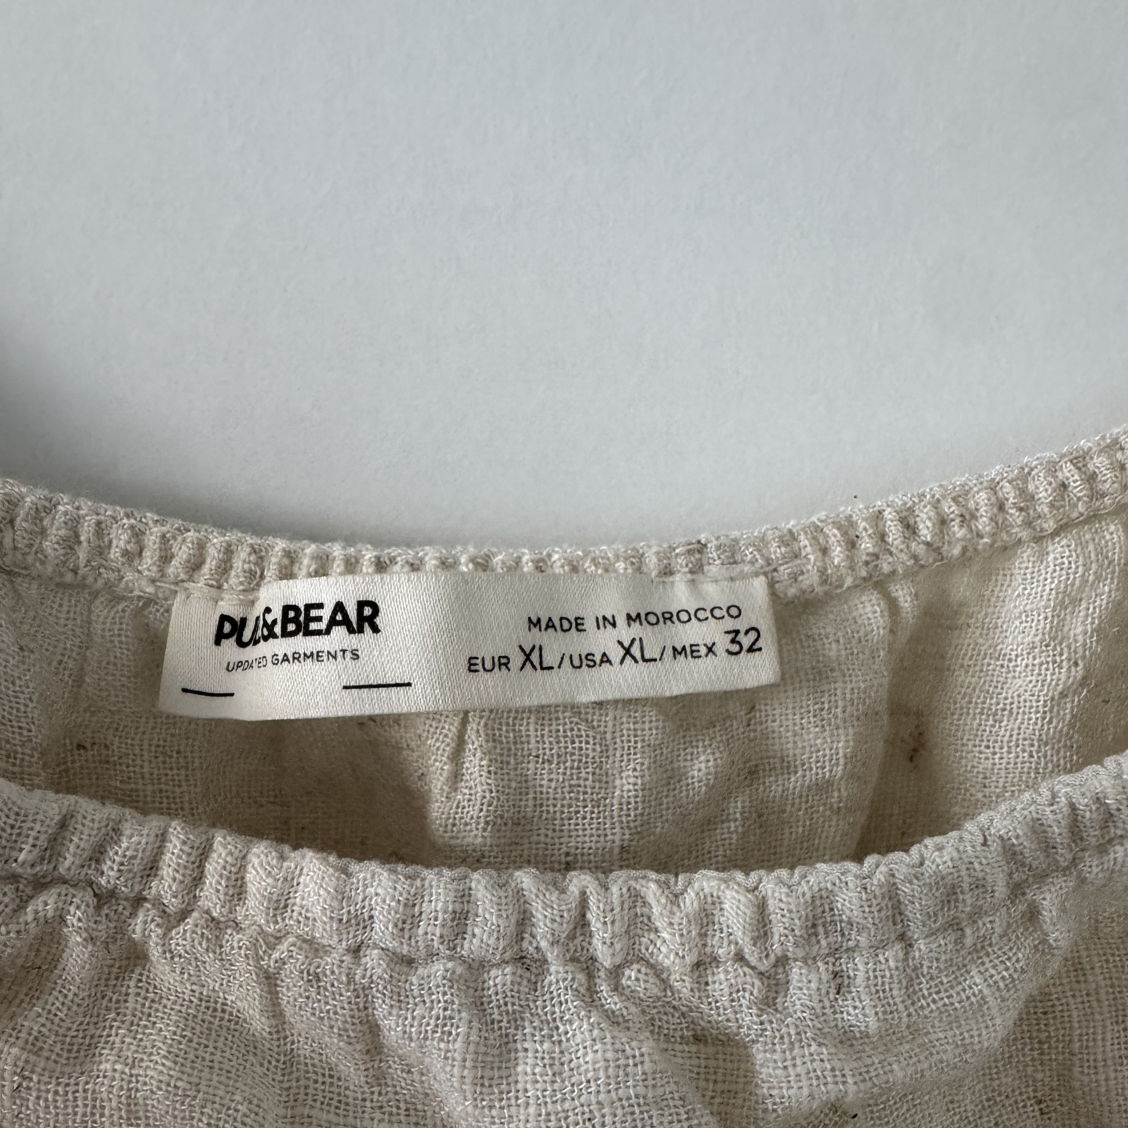 PULL&BEAR
UPDATED GARMENTS
MADE IN MOROCCO
EUR XL/USA XL/MEX 32